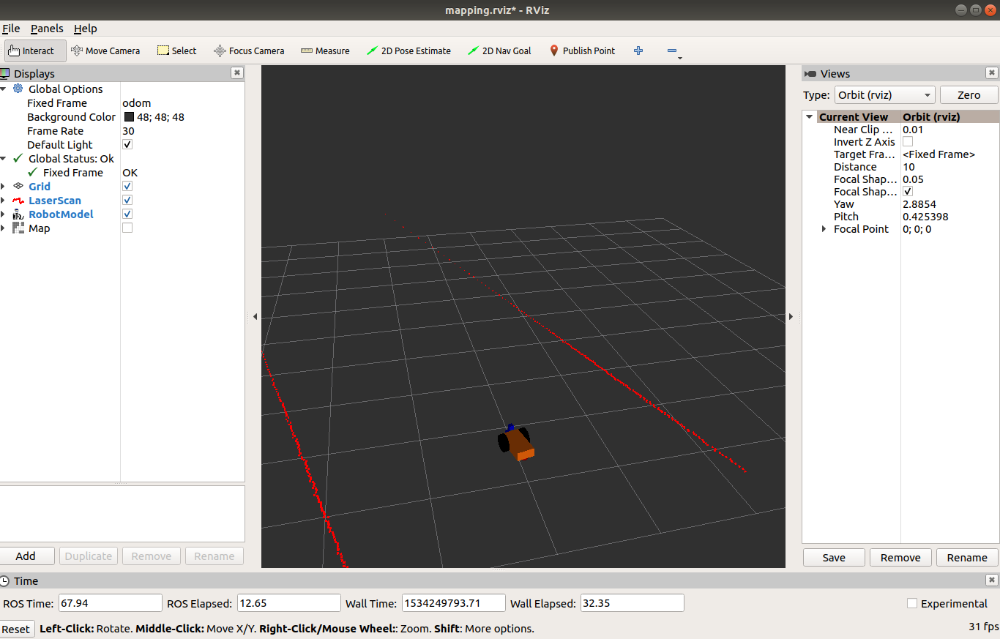 mapping.rviz* - RViz
File Panels Help
Interact Move Camera Select Focus Camera Measure 2D Pose Estimate 2D Nav Goal Publish Point
Displays
Global Options
Fixed Frame odom
Background Color 48; 48; 48
Frame Rate 30
Default Light
Global Status: Ok
Fixed Frame OK
Grid
LaserScan
RobotModel
Map
Add Duplicate Remove Rename
Views
Type: Orbit (rviz) Zero
Current View Orbit (rviz)
Near Clip ... 0.01
Invert Z Axis
Target Fra... <Fixed Frame>
Distance 10
Focal Shap... 0.05
Focal Shap...
Yaw 2.8854
Pitch 0.425398
Focal Point 0; 0; 0
Save Remove Rename
Time
ROS Time: 67.94 ROS Elapsed: 12.65 Wall Time: 1534249793.71 Wall Elapsed: 32.35 Experimental
Reset Left-Click: Rotate. Middle-Click: Move X/Y. Right-Click/Mouse Wheel:: Zoom. Shift: More options. 31 fps